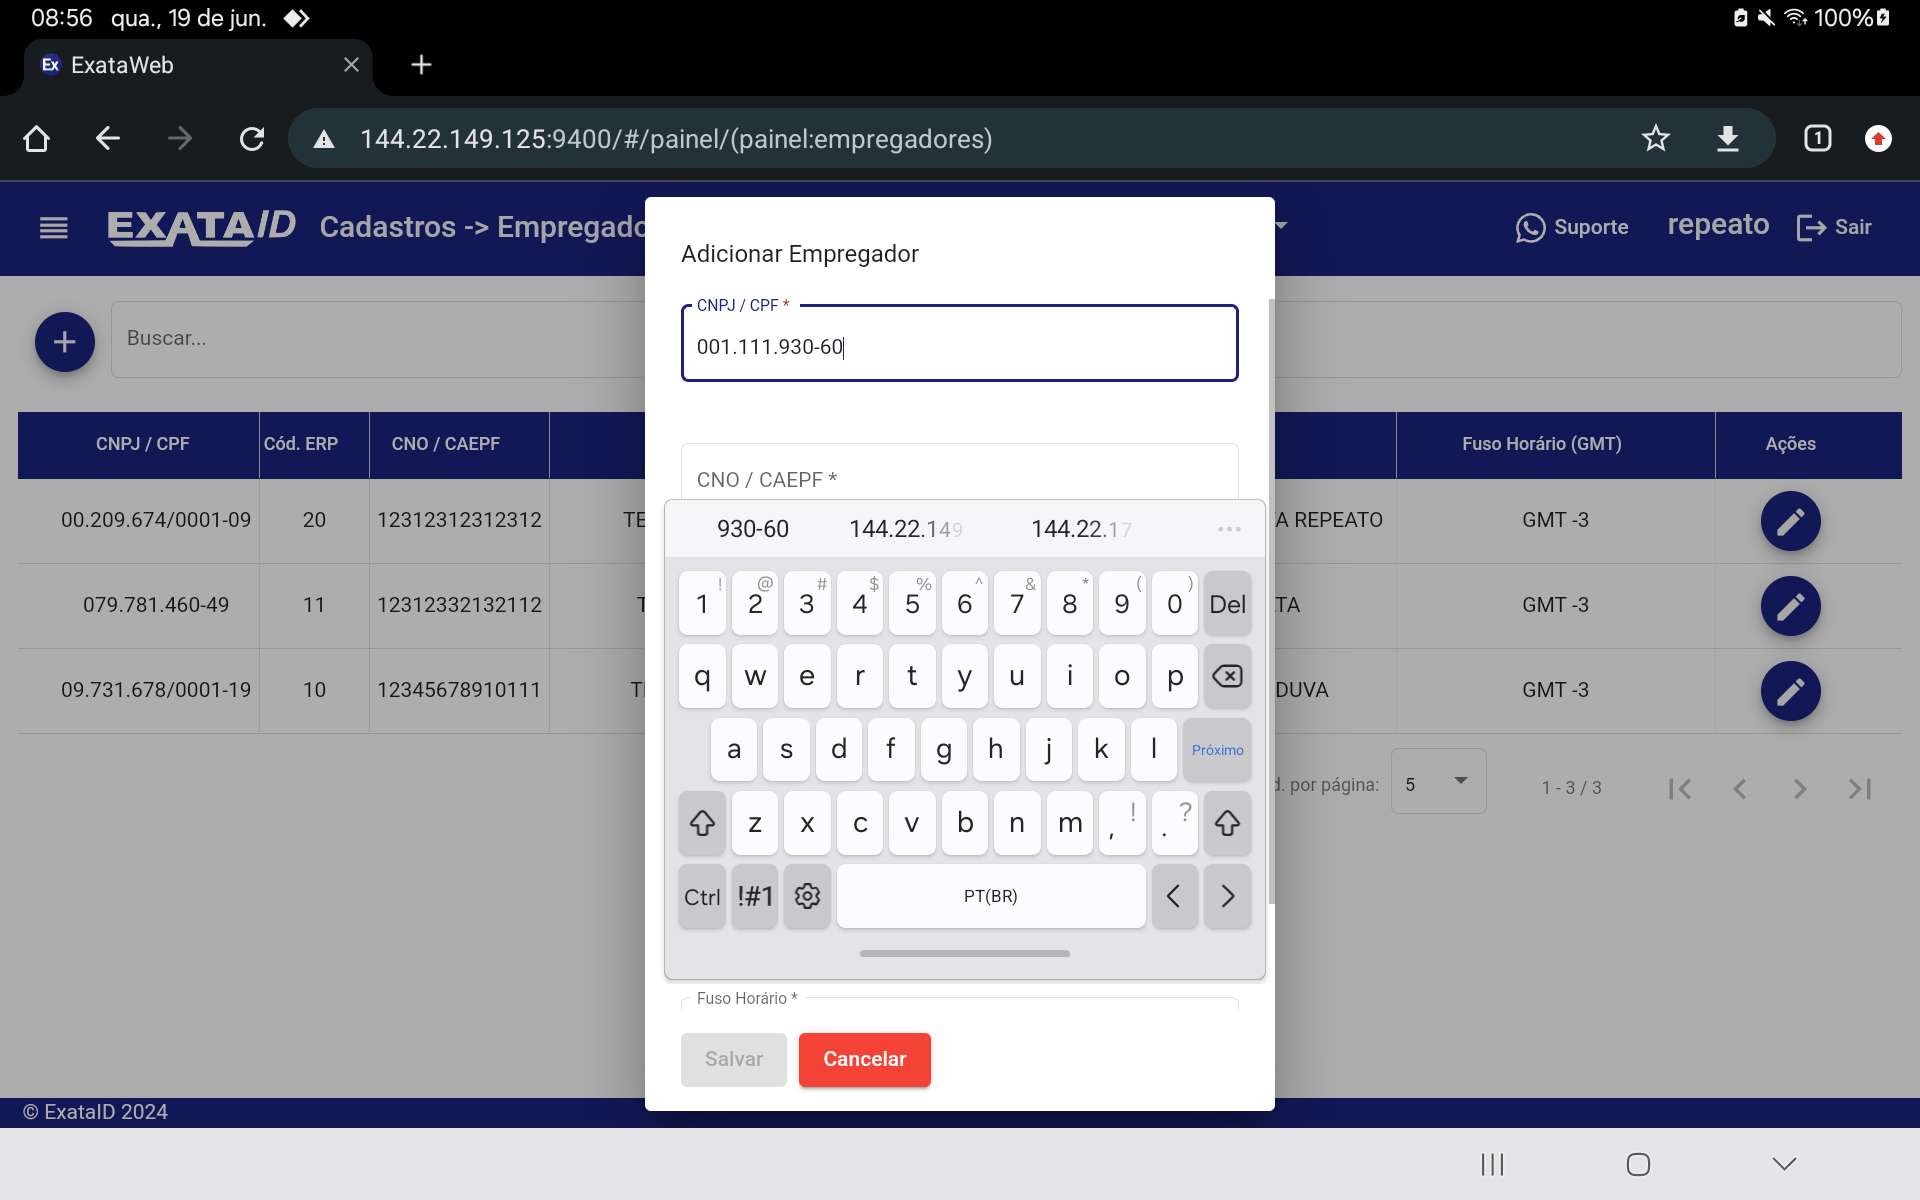 08:56 qua., 19 de jun. 100%
Ex ExataWeb
144.22.149.125:9400/#/painel/(painel:empregadores) 1
EXATAID Cadastros -> Empregado Suporte repeato Sair
Adicionar Empregador
CNPJ / CPF *
001.111.930-60
Buscar...
CNPJ / CPF Cód. ERP CNO / CAEPF Fuso Horário (GMT) Ações
CNO / CAEPF *
00.209.674/0001-09 20 12312312312312 TE A REPEATO GMT -3
079.781.460-49 11 12312332132112 T TA GMT -3
09.731.678/0001-19 10 12345678910111 TI DUVA GMT -3
d. por página: 5 1 - 3 / 3
930-60 144.22.149 144.22.17 ...
! @ # $ % ^ & * ( )
1 2 3 4 5 6 7 8 9 0 Del
q w e r t y u i o p
a s d f g h j k l Próximo
z x c v b n m , ! . ?
Ctrl !#1 PT(BR) < >
Fuso Horário *
Salvar Cancelar
© ExataID 2024